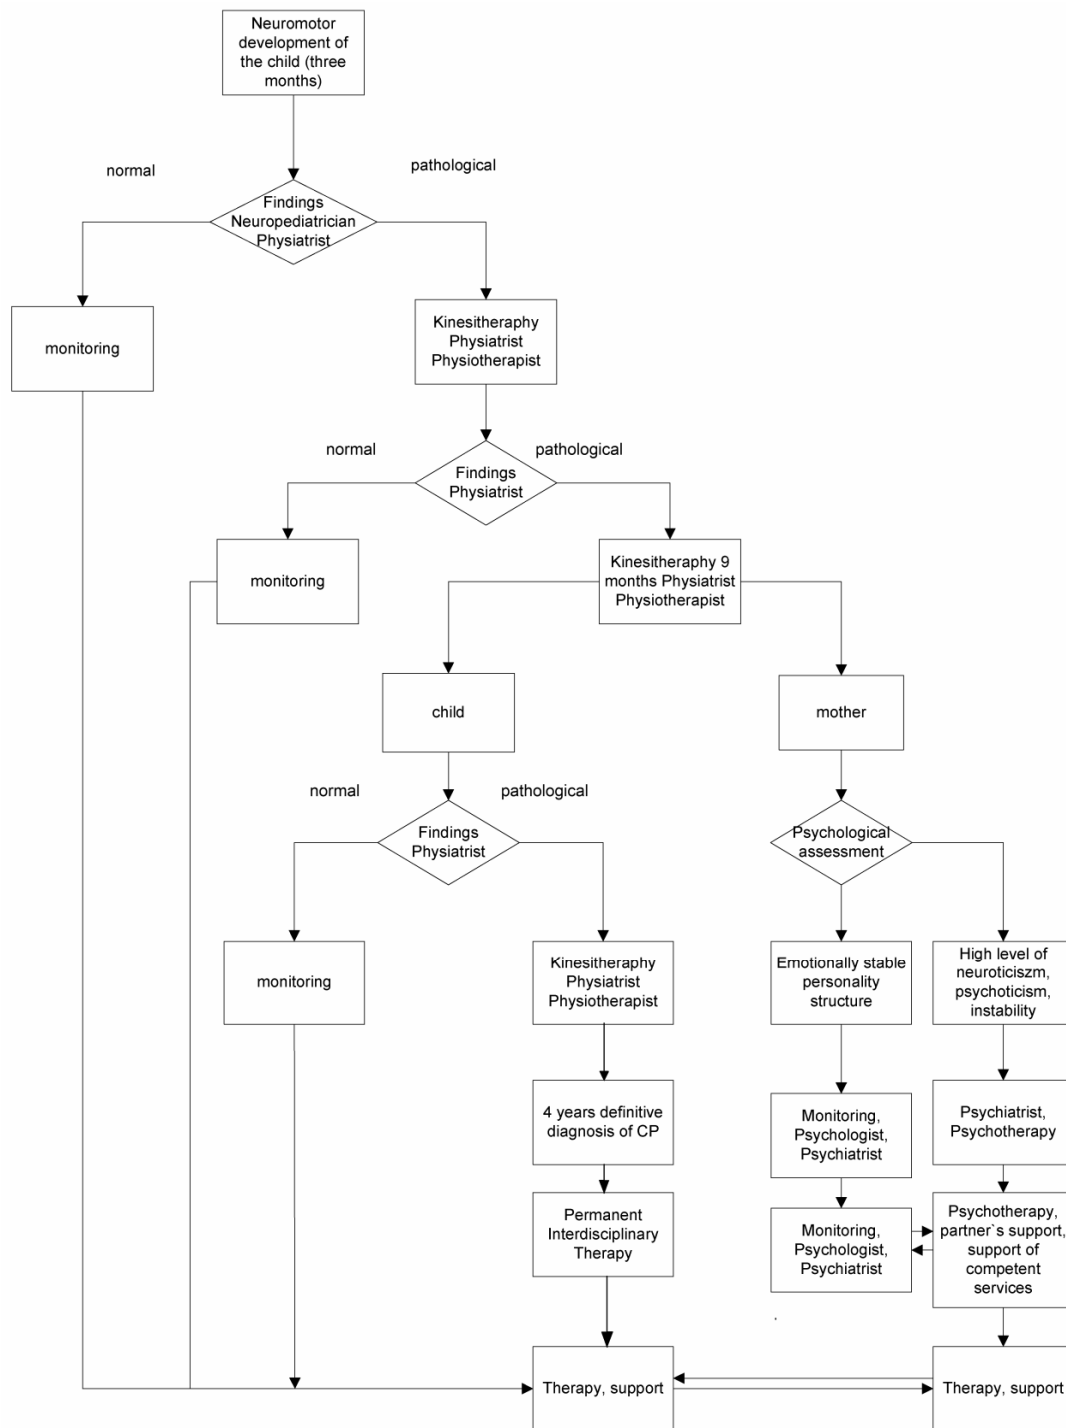 Neuromotor
development of
the child (three
months)
normal
pathological
Findings
Neuropediatrician
Physiatrist
monitoring
Kinesitheraphy
Physiatrist
Physiotherapist
normal
pathological
Findings
Physiatrist
monitoring
Kinesitheraphy 9
months Physiatrist
Physiotherapist
child
mother
normal
pathological
Findings
Physiatrist
Psychological
assessment
monitoring
Kinesitheraphy
Physiatrist
Physiotherapist
Emotionally stable
personality
structure
High level of
neuroticiszm,
psychoticism,
instability
4 years definitive
diagnosis of CP
Monitoring,
Psychologist,
Psychiatrist
Psychiatrist,
Psychotherapy
Permanent
Interdisciplinary
Therapy
Monitoring,
Psychologist,
Psychiatrist
Psychotherapy,
partner`s support,
support of
competent
services
Therapy, support
Therapy, support